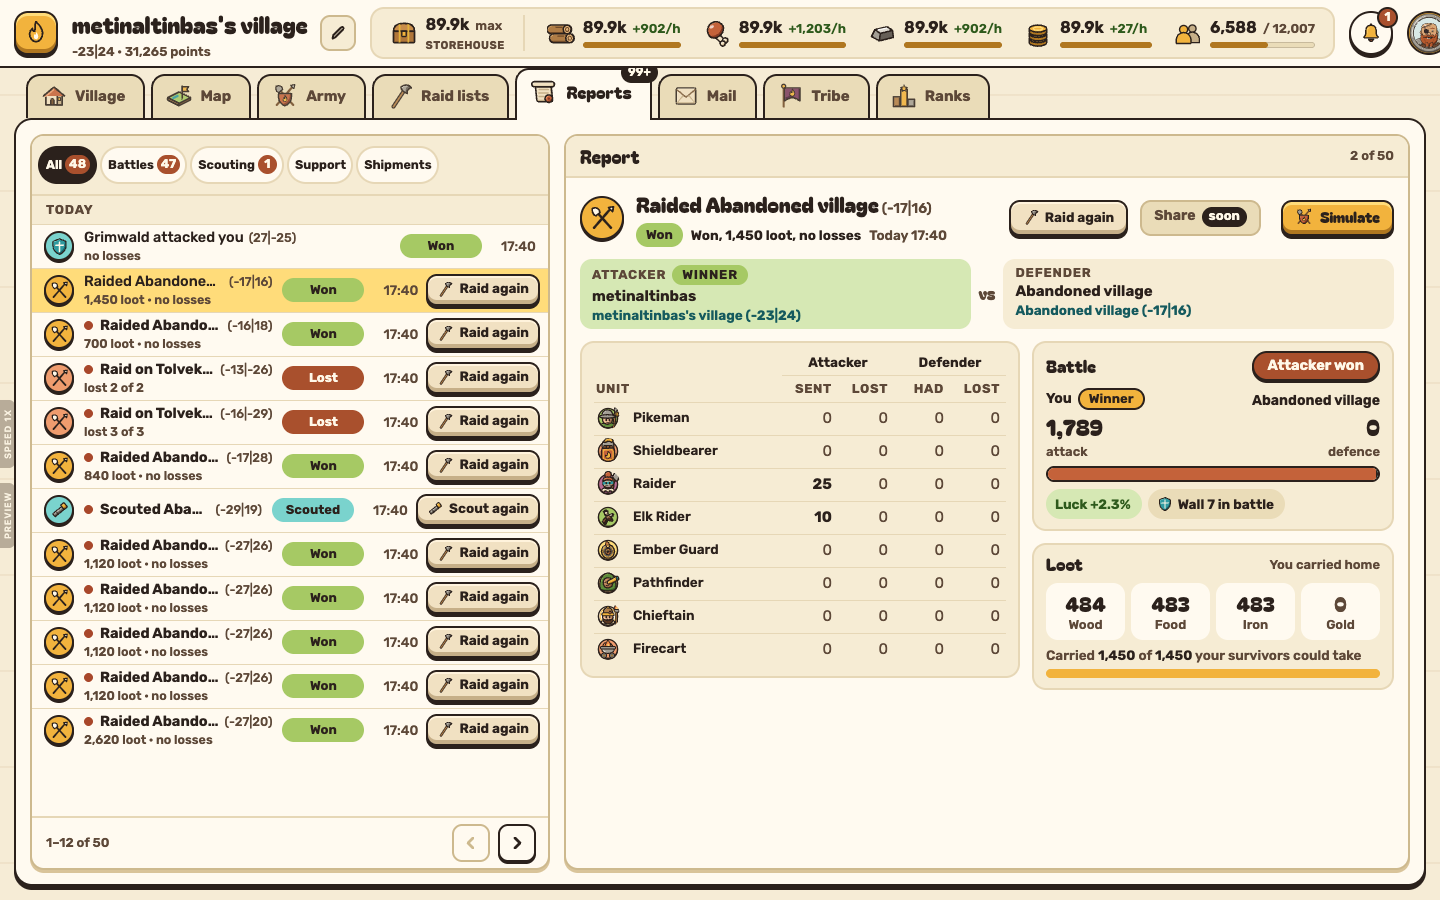 metinaltinbas's village
-23|24 • 31,265 points
89.9k max
STOREHOUSE
89.9k +902/h
89.9k +1,203/h
89.9k +902/h
89.9k +27/h
6,588 / 12,007
1
Village
Map
Army
Raid lists
Reports
99+
Mail
Tribe
Ranks
SPEED 1X
PREVIEW
All 48
Battles 47
Scouting 1
Support
Shipments
TODAY
Grimwald attacked you (27|-25)
no losses
Won
17:40
Raided Abandone... (-17|16)
1,450 loot • no losses
Won
17:40
Raid again
Raided Abando... (-16|18)
700 loot • no losses
Won
17:40
Raid again
Raid on Tolvek... (-13|-26)
lost 2 of 2
Lost
17:40
Raid again
Raid on Tolvek... (-16|-29)
lost 3 of 3
Lost
17:40
Raid again
Raided Abando... (-17|28)
840 loot • no losses
Won
17:40
Raid again
Scouted Aba... (-29|19)
Scouted
17:40
Scout again
Raided Abando... (-27|26)
1,120 loot • no losses
Won
17:40
Raid again
Raided Abando... (-27|26)
1,120 loot • no losses
Won
17:40
Raid again
Raided Abando... (-27|26)
1,120 loot • no losses
Won
17:40
Raid again
Raided Abando... (-27|26)
1,120 loot • no losses
Won
17:40
Raid again
Raided Abando... (-27|20)
2,620 loot • no losses
Won
17:40
Raid again
1–12 of 50
Report
2 of 50
Raided Abandoned village (-17|16)
Won Won, 1,450 loot, no losses Today 17:40
Raid again
Share soon
Simulate
ATTACKER WINNER
metinaltinbas
metinaltinbas's village (-23|24)
vs
DEFENDER
Abandoned village
Abandoned village (-17|16)
Attacker Defender
UNIT SENT LOST HAD LOST
Pikeman 0 0 0 0
Shieldbearer 0 0 0 0
Raider 25 0 0 0
Elk Rider 10 0 0 0
Ember Guard 0 0 0 0
Pathfinder 0 0 0 0
Chieftain 0 0 0 0
Firecart 0 0 0 0
Battle
Attacker won
You Winner
Abandoned village
1,789 0
attack defence
Luck +2.3%
Wall 7 in battle
Loot
You carried home
484 483 483 0
Wood Food Iron Gold
Carried 1,450 of 1,450 your survivors could take